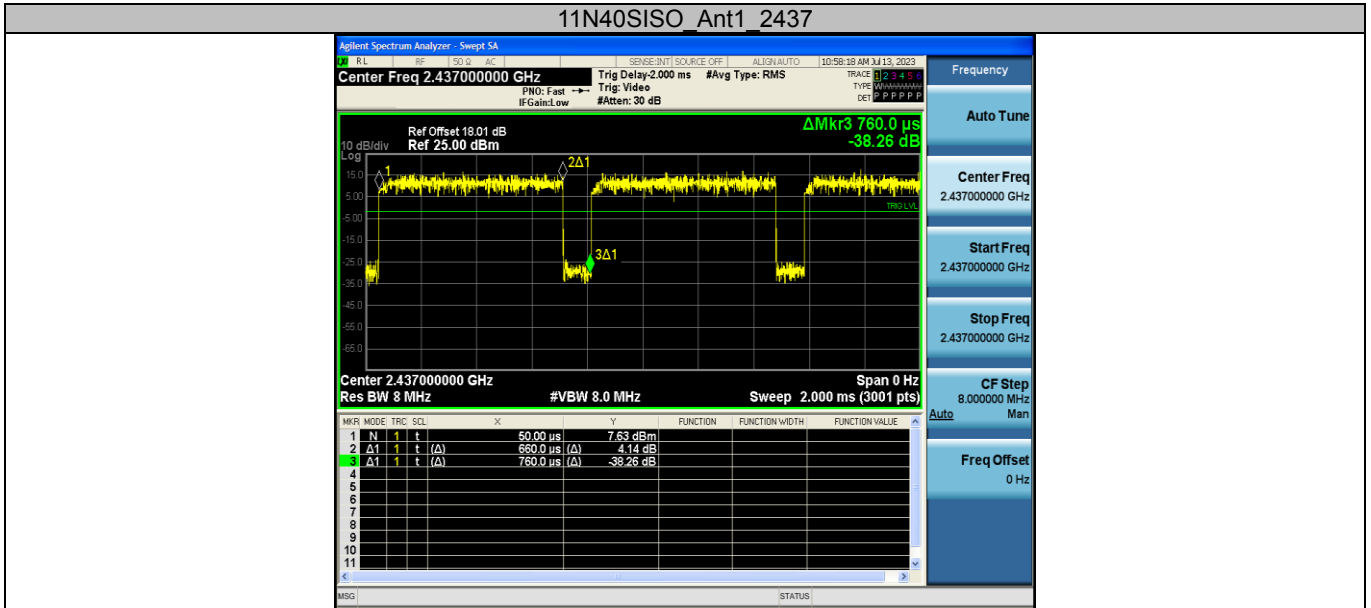 11N40SISO_Ant1_2437
Agilent Spectrum Analyzer - Swept SA
LXI RL RF 50 Ω AC SENSE:INT SOURCE OFF ALIGNAUTO 10:58:18 AM Jul 13, 2023
Center Freq 2.437000000 GHz
PNO: Fast
IFGain:Low
Trig Delay-2.000 ms #Avg Type: RMS
Trig: Video
#Atten: 30 dB
TRACE 1 2 3 4 5 6
TYPE WWWWWW
DET P P P P P P
ΔMkr3 760.0 µs
-38.26 dB
Ref Offset 18.01 dB
10 dB/div Ref 25.00 dBm
Log
15.0
5.00
-5.00
-15.0
-25.0
-35.0
-45.0
-55.0
-65.0
1
2Δ1
3Δ1
TRIG LVL
Center 2.437000000 GHz Span 0 Hz
Res BW 8 MHz #VBW 8.0 MHz Sweep 2.000 ms (3001 pts)
MKR MODE TRC SCL X Y FUNCTION FUNCTION WIDTH FUNCTION VALUE
1 N 1 t 50.00 µs 7.63 dBm
2 Δ1 1 t (Δ) 660.0 µs (Δ) 4.14 dB
3 Δ1 1 t (Δ) 760.0 µs (Δ) -38.26 dB
4
5
6
7
8
9
10
11
MSG STATUS
Frequency
Auto Tune
Center Freq
2.437000000 GHz
Start Freq
2.437000000 GHz
Stop Freq
2.437000000 GHz
CF Step
8.000000 MHz
Auto Man
Freq Offset
0 Hz